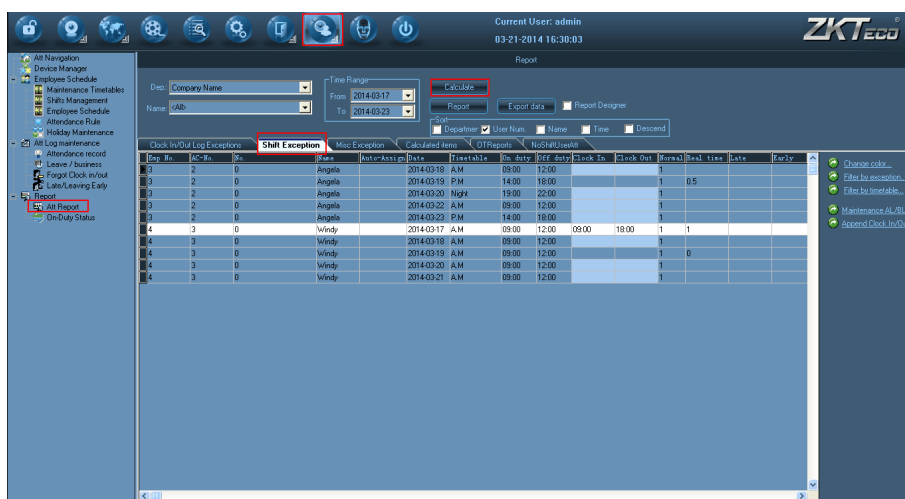 Current User: admin
03-21-2014 16:30:03
ZKTeco
Att Navigation
Device Manager
Employee Schedule
Maintenance Timetables
Shifts Management
Employee Schedule
Attendance Rule
Holiday Maintenance
Att Log maintenance
Attendance record
Leave / business
Forgot Clock in/out
Late/Leaving Early
Report
Att Report
On-Duty Status
Report
Dep: Company Name
Name: <All>
Time Range
From 2014-03-17
To 2014-03-23
Calculate
Report Export data Report Designer
Sort
Departmer User Num. Name Time Descend
Clock In/Out Log Exceptions Shift Exception Misc Exception Calculated items OTReports NoShiftUserAtt
Emp No. AC-No. No. Name Auto-Assign Date Timetable On duty Off duty Clock In Clock Out Normal Real time Late Early
3 2 0 Angela 2014-03-18 A.M 09:00 12:00 1
3 2 0 Angela 2014-03-19 P.M 14:00 18:00 1 0.5
3 2 0 Angela 2014-03-20 Night 19:00 22:00 1
3 2 0 Angela 2014-03-22 A.M 09:00 12:00 1
3 2 0 Angela 2014-03-23 P.M 14:00 18:00 1
4 3 0 Windy 2014-03-17 A.M 09:00 12:00 09:00 18:00 1 1
4 3 0 Windy 2014-03-18 A.M 09:00 12:00 1
4 3 0 Windy 2014-03-19 A.M 09:00 12:00 1 0
4 3 0 Windy 2014-03-20 A.M 09:00 12:00 1
4 3 0 Windy 2014-03-21 A.M 09:00 12:00 1
Change color...
Filter by exception...
Filter by timetable...
Maintenance AL/BL
Append Clock In/Ou